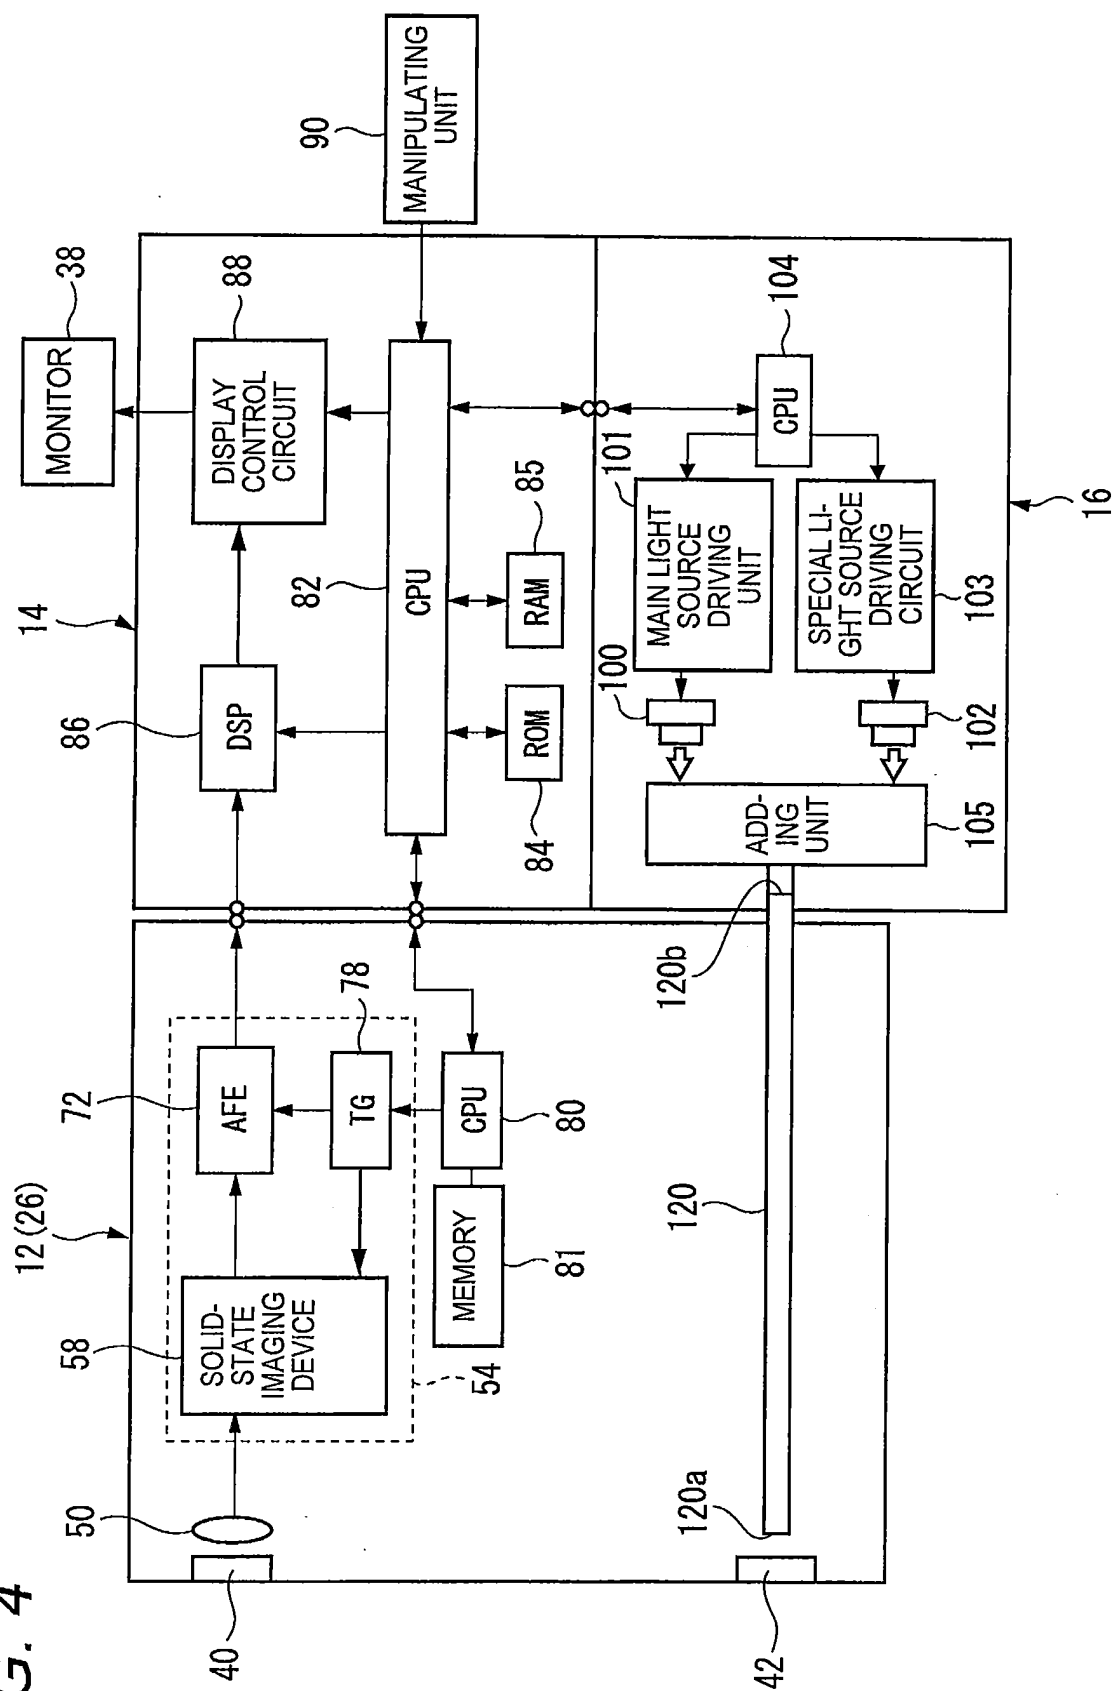 G. 4
12 (26)
14
38
MONITOR
88
DISPLAY
CONTROL
CIRCUIT
86
DSP
90
MANIPULATING
UNIT
72
AFE
78
TG
58
SOLID-
STATE
IMAGING
DEVICE
50
40
54
82
CPU
CPU
80
MEMORY
81
ROM
84
RAM
85
104
CPU
101
MAIN LIGHT
SOURCE
DRIVING
UNIT
100
SPECIAL LI-
GHT SOURCE
DRIVING
CIRCUIT
103
102
ADD-
ING
UNIT
105
120b
120
120a
42
16